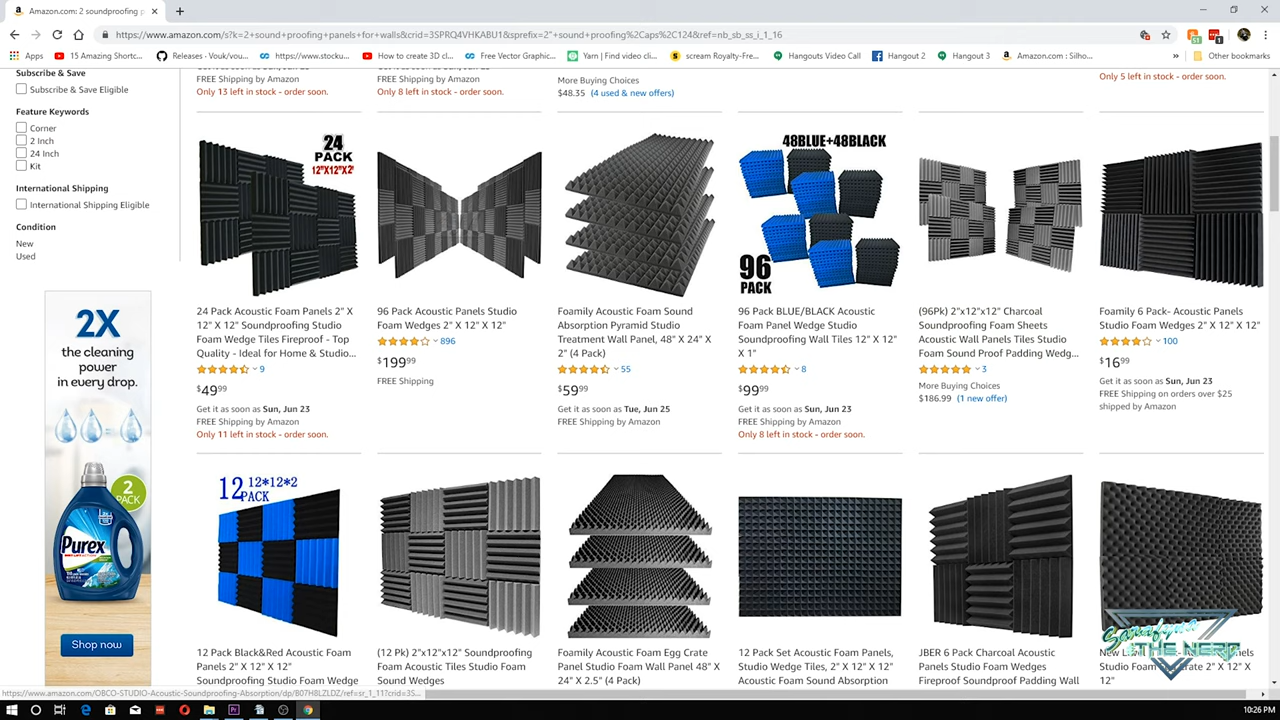 Amazon.com: 2 soundproofing p
https://www.amazon.com/s?k=2+sound+proofing+panels+for+walls&crid=3SPRQ4VHKABU1&sprefix=2"+sound+proofing%2Caps%2C124&ref=nb_sb_ss_i_1_16
Apps
15 Amazing Shortc...
Releases · Vouk/vou...
https://www.stocku...
How to create 3D cl...
Free Vector Graphic...
Yarn | Find video cli...
scream Royalty-Fre...
Hangouts Video Call
Hangout 2
Hangout 3
Amazon.com : Silho...
Other bookmarks
Subscribe & Save
Subscribe & Save Eligible
Feature Keywords
Corner
2 Inch
24 Inch
Kit
International Shipping
International Shipping Eligible
Condition
New
Used
2X
the cleaning
power
in every drop.
2
PACK
Purex
Shop now
FREE Shipping by Amazon
Only 13 left in stock - order soon.
FREE Shipping by Amazon
Only 8 left in stock - order soon.
More Buying Choices
$48.35 (4 used & new offers)
Only 5 left in stock - order soon.
24
PACK
12"X12"X2"
24 Pack Acoustic Foam Panels 2" X
12" X 12" Soundproofing Studio
Foam Wedge Tiles Fireproof - Top
Quality - Ideal for Home & Studio...
9
$49 99
Get it as soon as Sun, Jun 23
FREE Shipping by Amazon
Only 11 left in stock - order soon.
96 Pack Acoustic Panels Studio
Foam Wedges 2" X 12" X 12"
896
$199 99
FREE Shipping
Foamily Acoustic Foam Sound
Absorption Pyramid Studio
Treatment Wall Panel, 48" X 24" X
2" (4 Pack)
55
$59 99
Get it as soon as Tue, Jun 25
FREE Shipping by Amazon
48BLUE+48BLACK
96
PACK
96 Pack BLUE/BLACK Acoustic
Foam Panel Wedge Studio
Soundproofing Wall Tiles 12" X 12"
X 1"
8
$99 99
Get it as soon as Sun, Jun 23
FREE Shipping by Amazon
Only 8 left in stock - order soon.
(96Pk) 2"x12"x12" Charcoal
Soundproofing Foam Sheets
Acoustic Wall Panels Tiles Studio
Foam Sound Proof Padding Wedg...
3
More Buying Choices
$186.99 (1 new offer)
Foamily 6 Pack- Acoustic Panels
Studio Foam Wedges 2" X 12" X 12"
100
$16 99
Get it as soon as Sun, Jun 23
FREE Shipping on orders over $25
shipped by Amazon
12 12*12*2
PACK
12 Pack Black&Red Acoustic Foam
Panels 2" X 12" X 12"
Soundproofing Studio Foam Wedge
(12 Pk) 2"x12"x12" Soundproofing
Foam Acoustic Tiles Studio Foam
Sound Wedges
Foamily Acoustic Foam Egg Crate
Panel Studio Foam Wall Panel 48" X
24" X 2.5" (4 Pack)
12 Pack Set Acoustic Foam Panels,
Studio Wedge Tiles, 2" X 12" X 12"
Acoustic Foam Sound Absorption
JBER 6 Pack Charcoal Acoustic
Panels Studio Foam Wedges
Fireproof Soundproof Padding Wall
Studio
2" X
12"
THE NERD
https://www.amazon.com/OBCO-STUDIO-Acoustic-Soundproofing-Absorption/dp/B07H8LZLDZ/ref=sr_1_11?crid=3S...
10:26 PM